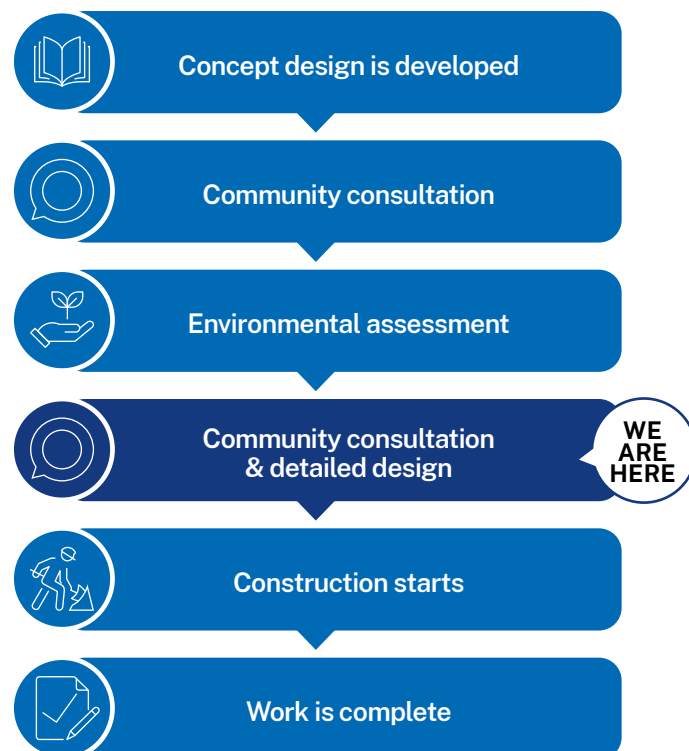 Concept design is developed
Community consultation
Environmental assessment
Community consultation
& detailed design
WE
ARE
HERE
Construction starts
Work is complete